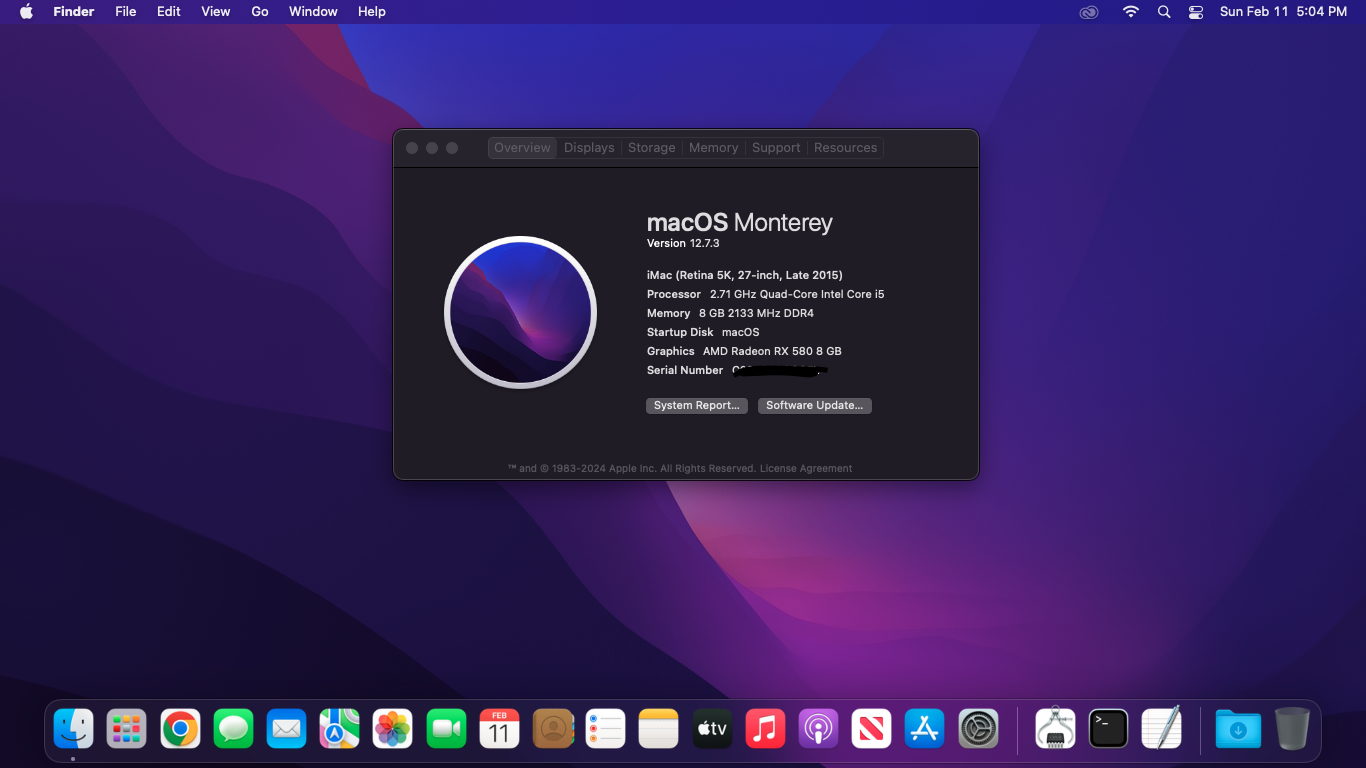 Finder File Edit View Go Window Help Sun Feb 11 5:04 PM
Overview Displays Storage Memory Support Resources
macOS Monterey
Version 12.7.3
iMac (Retina 5K, 27-inch, Late 2015)
Processor 2.71 GHz Quad-Core Intel Core i5
Memory 8 GB 2133 MHz DDR4
Startup Disk macOS
Graphics AMD Radeon RX 580 8 GB
Serial Number
System Report... Software Update...
™ and © 1983-2024 Apple Inc. All Rights Reserved. License Agreement
FEB
11
tv
>_